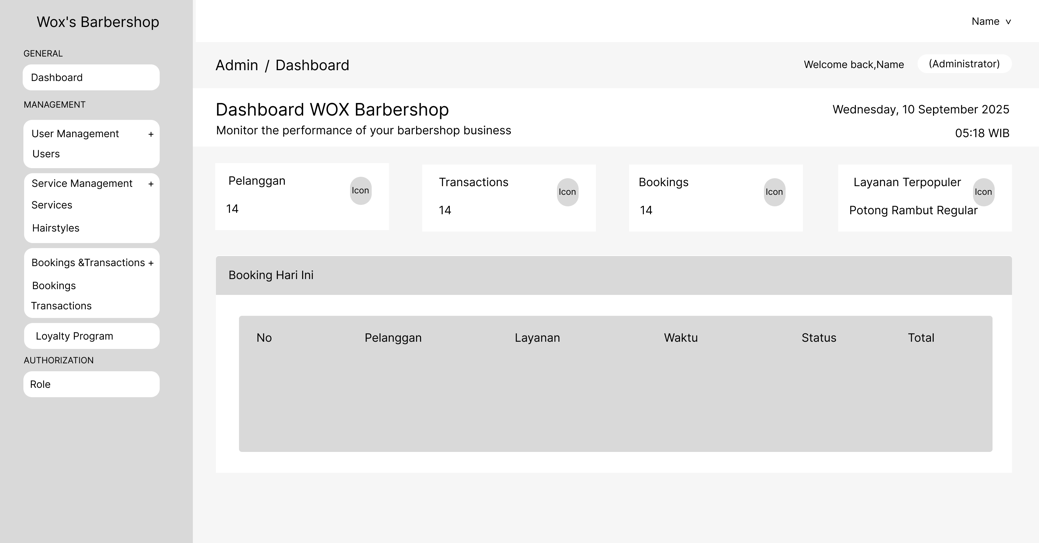 Wox's Barbershop
GENERAL
Dashboard
MANAGEMENT
User Management +
Users
Service Management +
Services
Hairstyles
Bookings &Transactions +
Bookings
Transactions
Loyalty Program
AUTHORIZATION
Role
Name v
Admin / Dashboard
Welcome back,Name (Administrator)
Dashboard WOX Barbershop
Monitor the performance of your barbershop business
Wednesday, 10 September 2025
05:18 WIB
Pelanggan
Icon
14
Transactions
Icon
14
Bookings
Icon
14
Layanan Terpopuler
Icon
Potong Rambut Regular
Booking Hari Ini
No Pelanggan Layanan Waktu Status Total